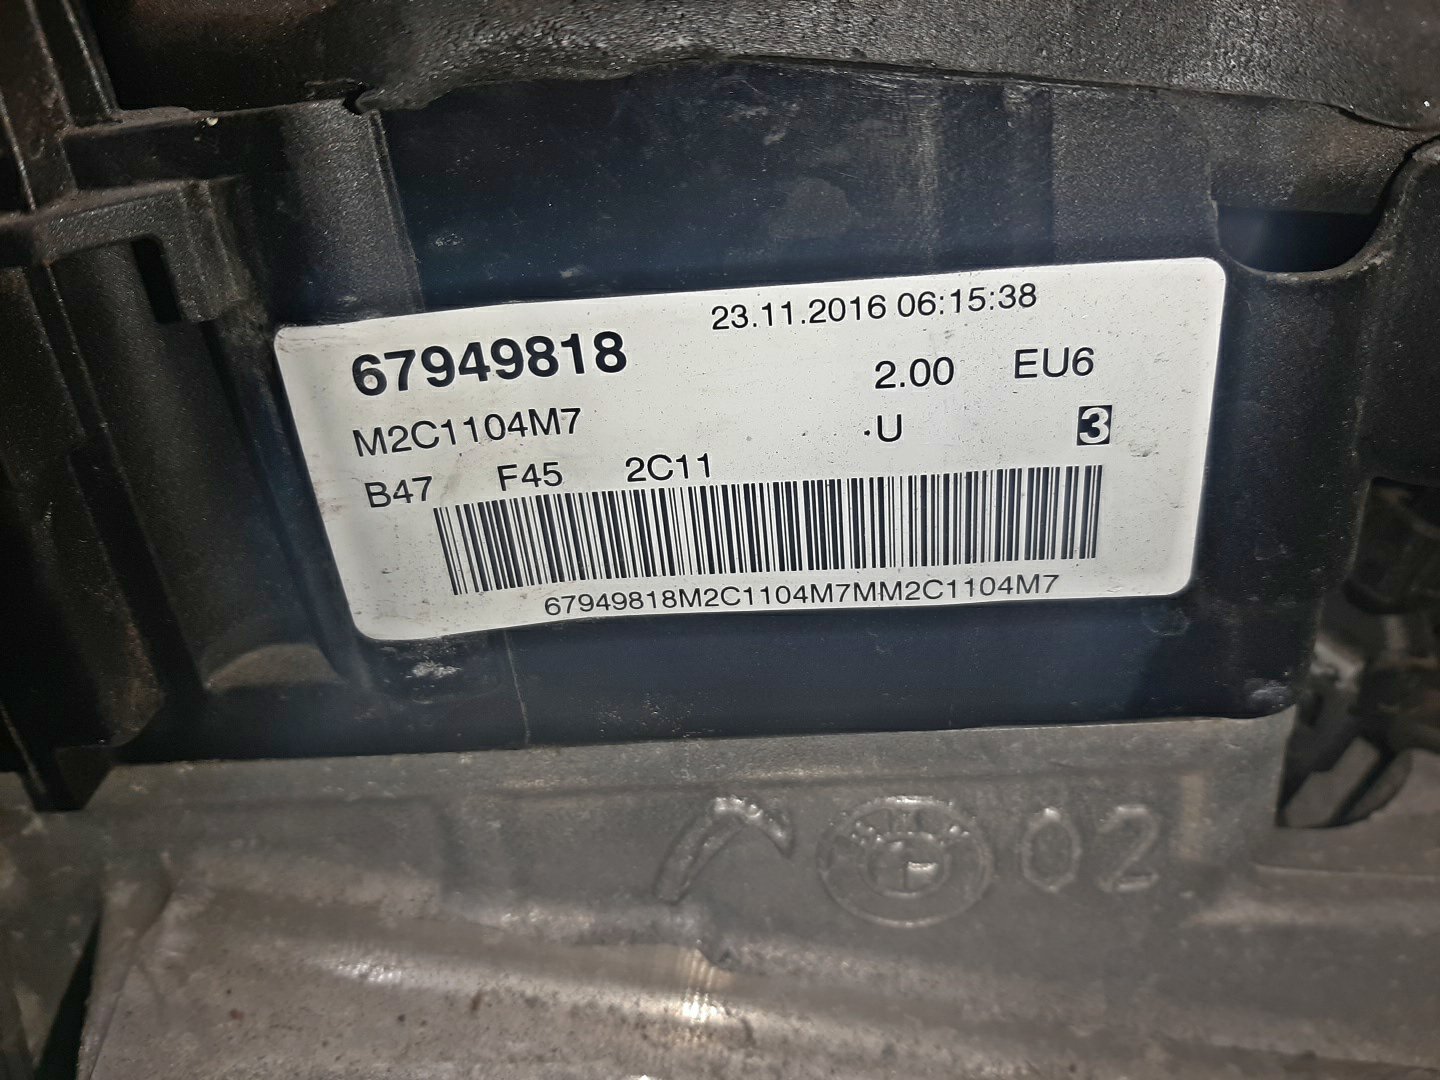 23.11.2016 06:15:38
67949818
2.00 EU6
M2C1104M7 .U 3
B47 F45 2C11
67949818M2C1104M7MM2C1104M7
02